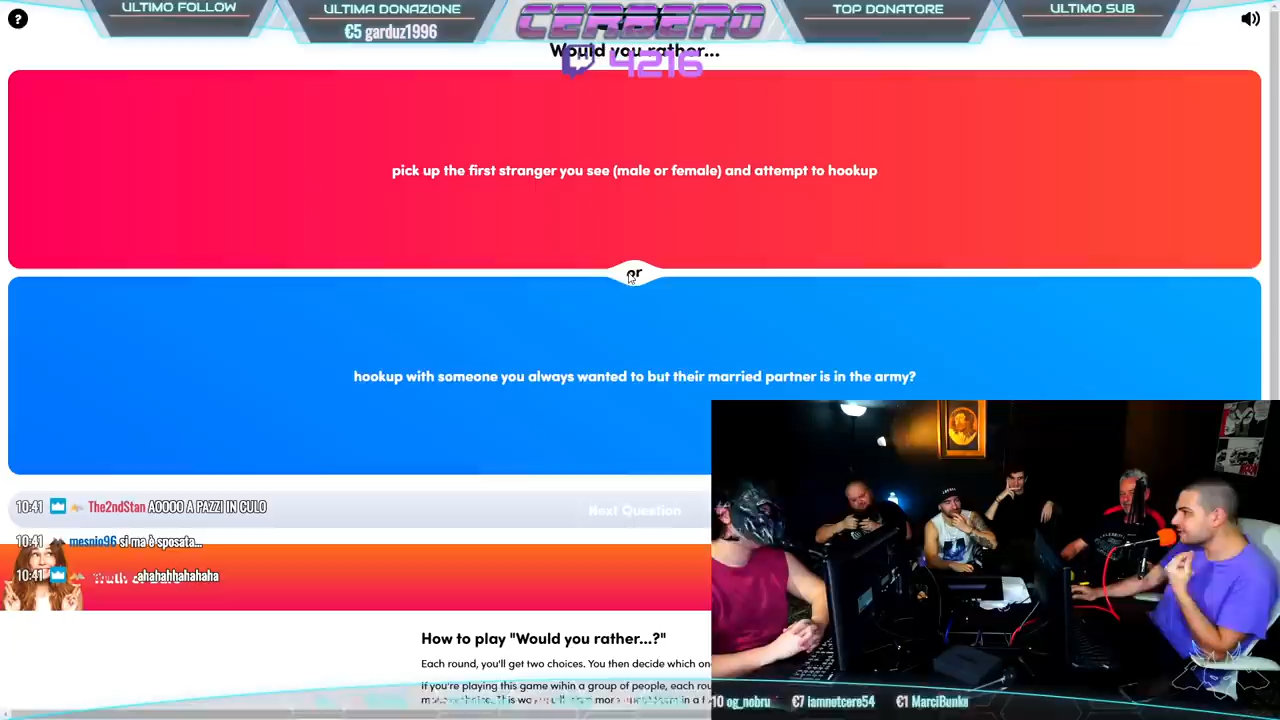 ULTIMO FOLLOW
ULTIMA DONAZIONE
€5 garduz1996
CERBERO
TOP DONATORE
ULTIMO SUB
?
Would you rather...
4216
pick up the first stranger you see (male or female) and attempt to hookup
or
hookup with someone you always wanted to but their married partner is in the army?
10:41 The2ndStan AOOOO A PAZZI IN CULO
Next Question
10:41 mesnio96 si ma è sposata...
10:41 ahahahhahahaha
How to play "Would you rather...?"
Each round, you'll get two choices. You then decide which
If you're playing this game wihin a group of people, each
10 og_nobru €7 iamnotcere54 €1 MarciBunke